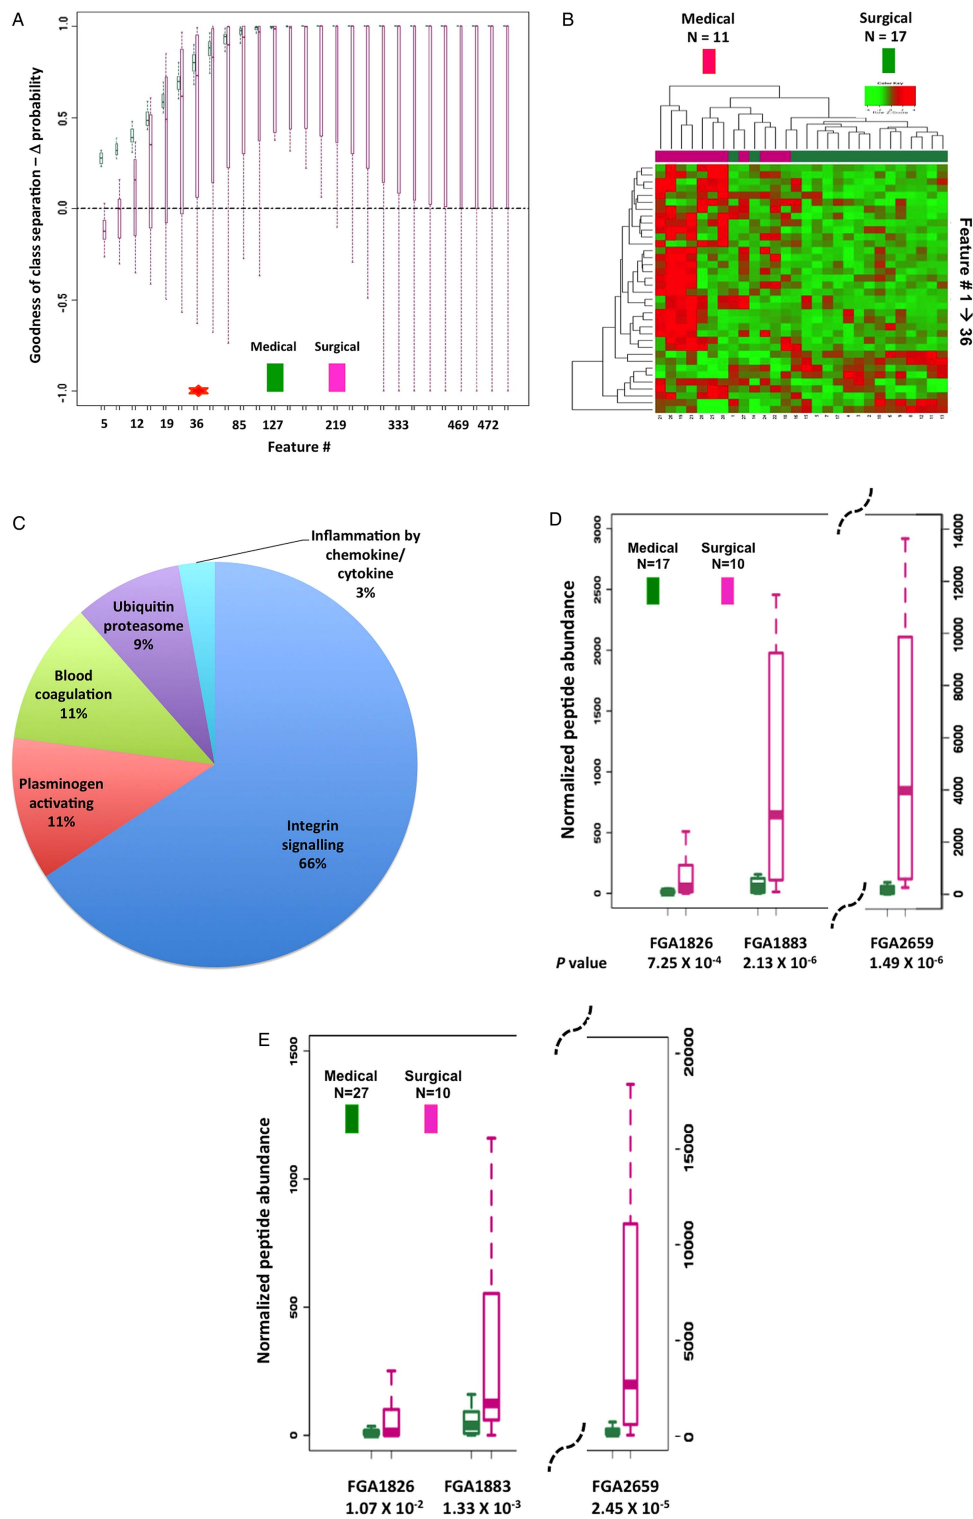 A
Goodness of class separation – Δ probability
1.0
0.5
0.0
-0.5
-1.0
Medical
Surgical
5
12
19
36
85
127
219
333
469
472
Feature #
B
Medical
N = 11
Surgical
N = 17
Color Key
Feature # 1 → 36
C
Inflammation by
chemokine/
cytokine
3%
Ubiquitin
proteasome
9%
Blood
coagulation
11%
Plasminogen
activating
11%
Integrin
signalling
66%
D
Normalized peptide abundance
3000
25000
2000
1500
1000
500
0
Medical
N=17
Surgical
N=10
14000
12000
10000
8000
6000
4000
2000
0
FGA1826
FGA1883
FGA2659
P value
7.25 X 10⁻⁴
2.13 X 10⁻⁶
1.49 X 10⁻⁶
E
Normalized peptide abundance
1500
1000
500
0
Medical
N=27
Surgical
N=10
20000
15000
10000
5000
0
FGA1826
FGA1883
FGA2659
1.07 X 10⁻²
1.33 X 10⁻³
2.45 X 10⁻⁵